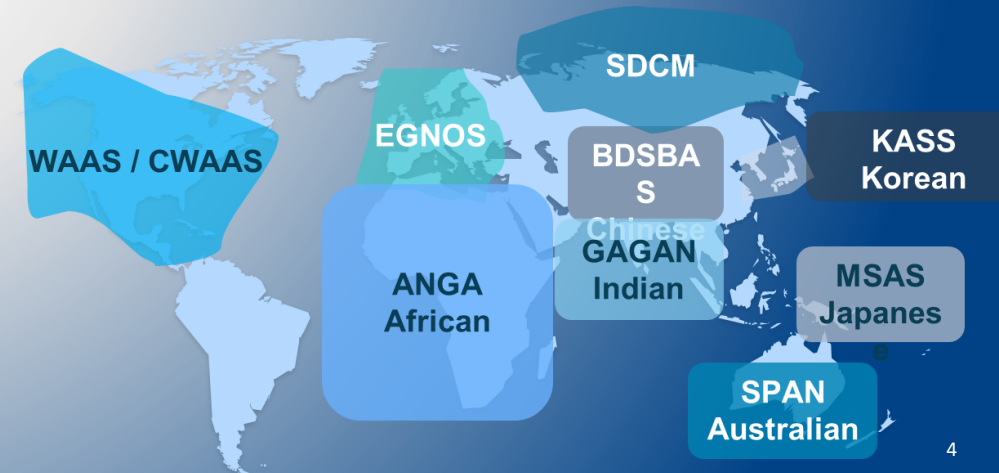 SDCM
EGNOS
WAAS / CWAAS
BDSBA
S
Chinese
KASS
Korean
GAGAN
Indian
ANGA
African
MSAS
Japanes
e
SPAN
Australian
4